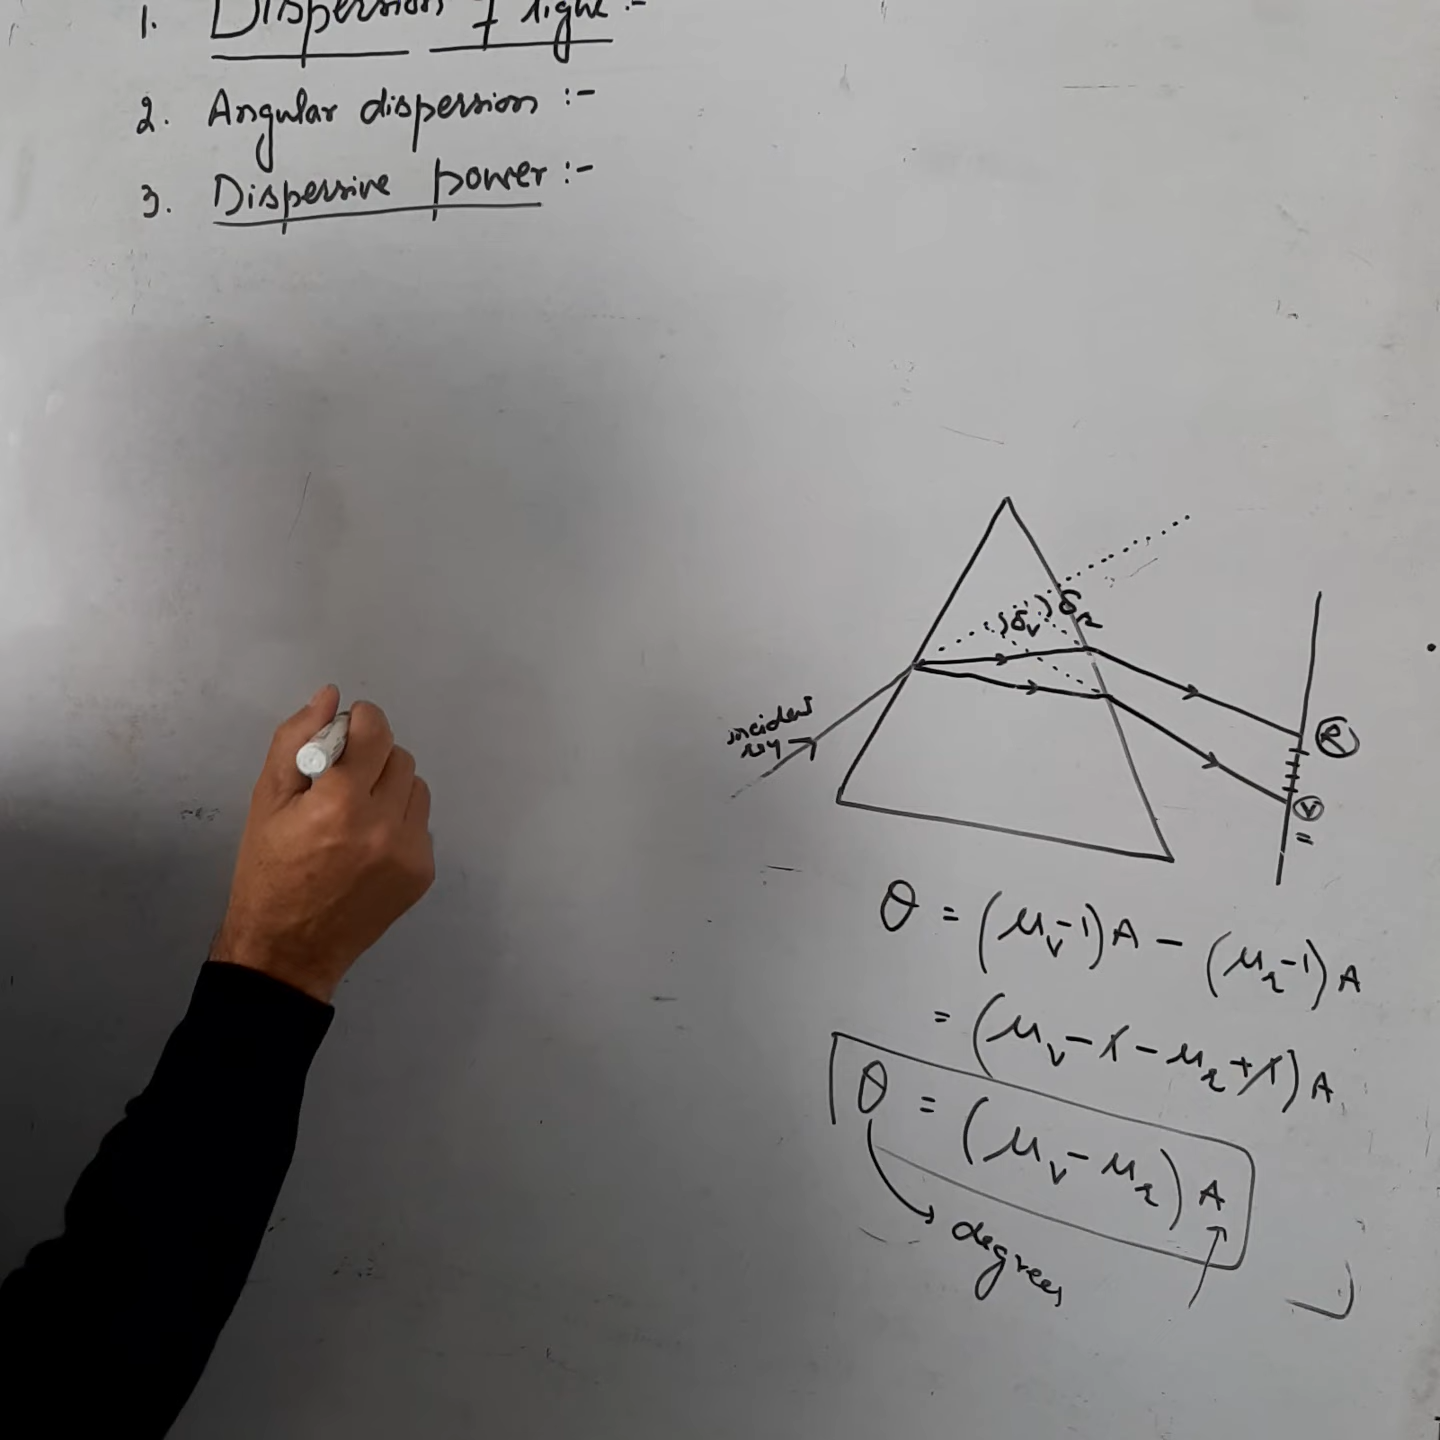 1. Dispersion of light :-
2. Angular dispersion :-
3. Dispersive power :-
δᵥ
δᵣ
incident
ray
R
V
=
θ = (μᵥ-1)A - (μᵣ-1)A
= (μᵥ - 1 - μᵣ + 1)A
θ = (μᵥ - μᵣ)A
degrees